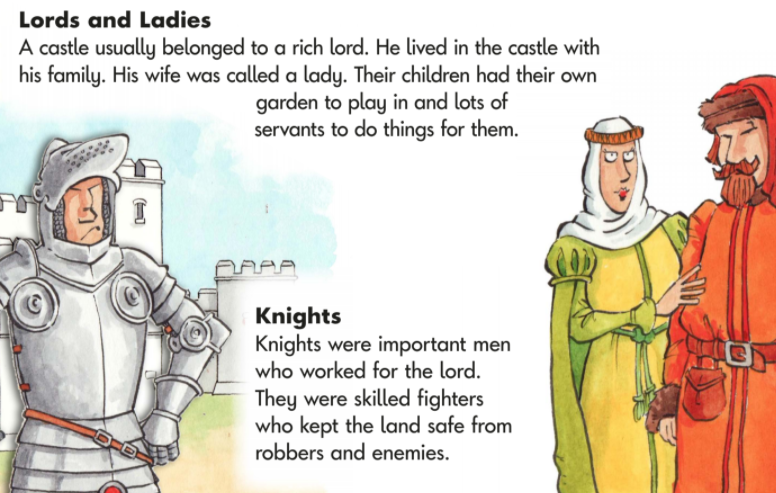 Lords and Ladies
A castle usually belonged to a rich lord. He lived in the castle with
his family. His wife was called a lady. Their children had their own
garden to play in and lots of
servants to do things for them.
Knights
Knights were important men
who worked for the lord.
They were skilled fighters
who kept the land safe from
robbers and enemies.